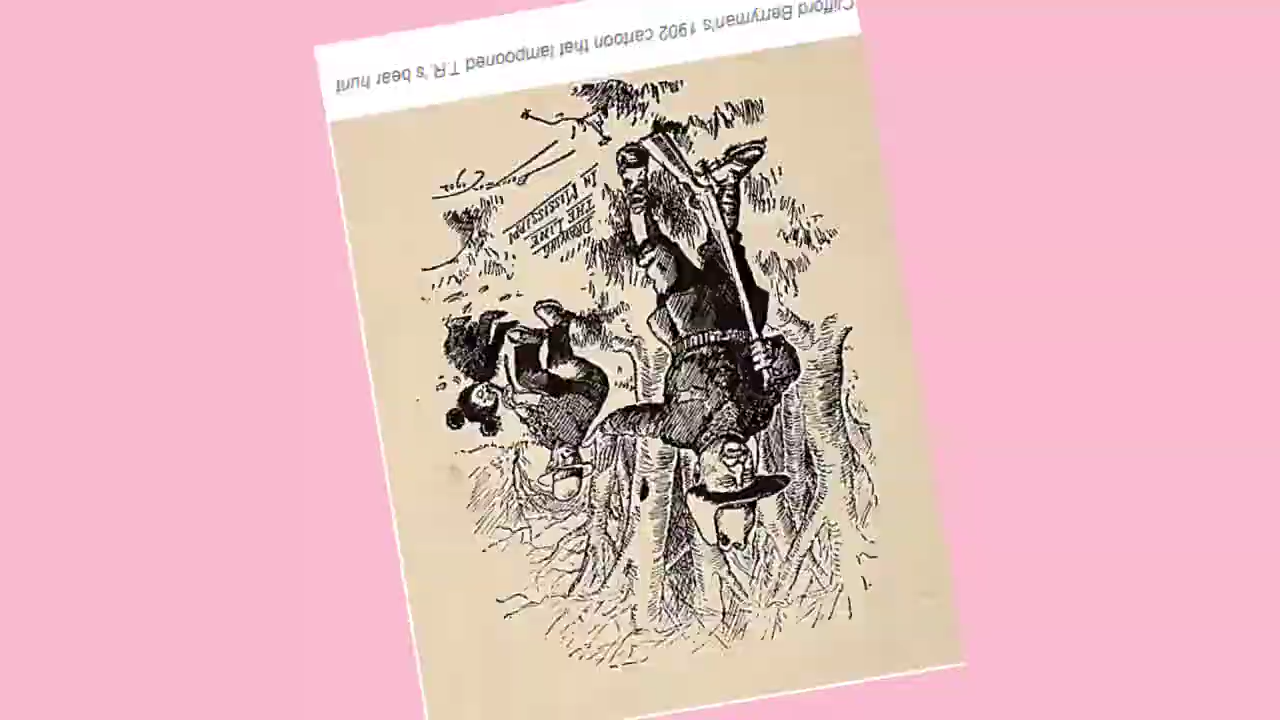 DRAWING
THE LINE
IN MISSISSIPPI
Clifford Berryman's 1902 cartoon that lampooned T.R.'s bear hunt